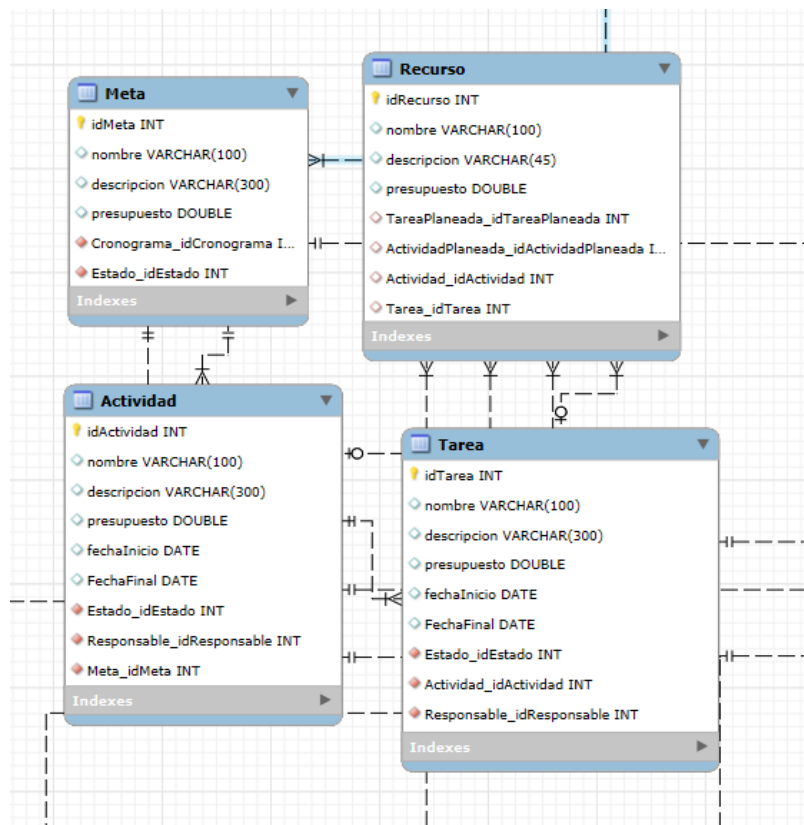 Meta
idMeta INT
nombre VARCHAR(100)
descripcion VARCHAR(300)
presupuesto DOUBLE
Cronograma_idCronograma I...
Estado_idEstado INT
Indexes
Recurso
idRecurso INT
nombre VARCHAR(100)
descripcion VARCHAR(45)
presupuesto DOUBLE
TareaPlaneada_idTareaPlaneada INT
ActividadPlaneada_idActividadPlaneada I...
Actividad_idActividad INT
Tarea_idTarea INT
Indexes
Actividad
idActividad INT
nombre VARCHAR(100)
descripcion VARCHAR(300)
presupuesto DOUBLE
fechaInicio DATE
FechaFinal DATE
Estado_idEstado INT
Responsable_idResponsable INT
Meta_idMeta INT
Indexes
Tarea
idTarea INT
nombre VARCHAR(100)
descripcion VARCHAR(300)
presupuesto DOUBLE
fechaInicio DATE
FechaFinal DATE
Estado_idEstado INT
Actividad_idActividad INT
Responsable_idResponsable INT
Indexes